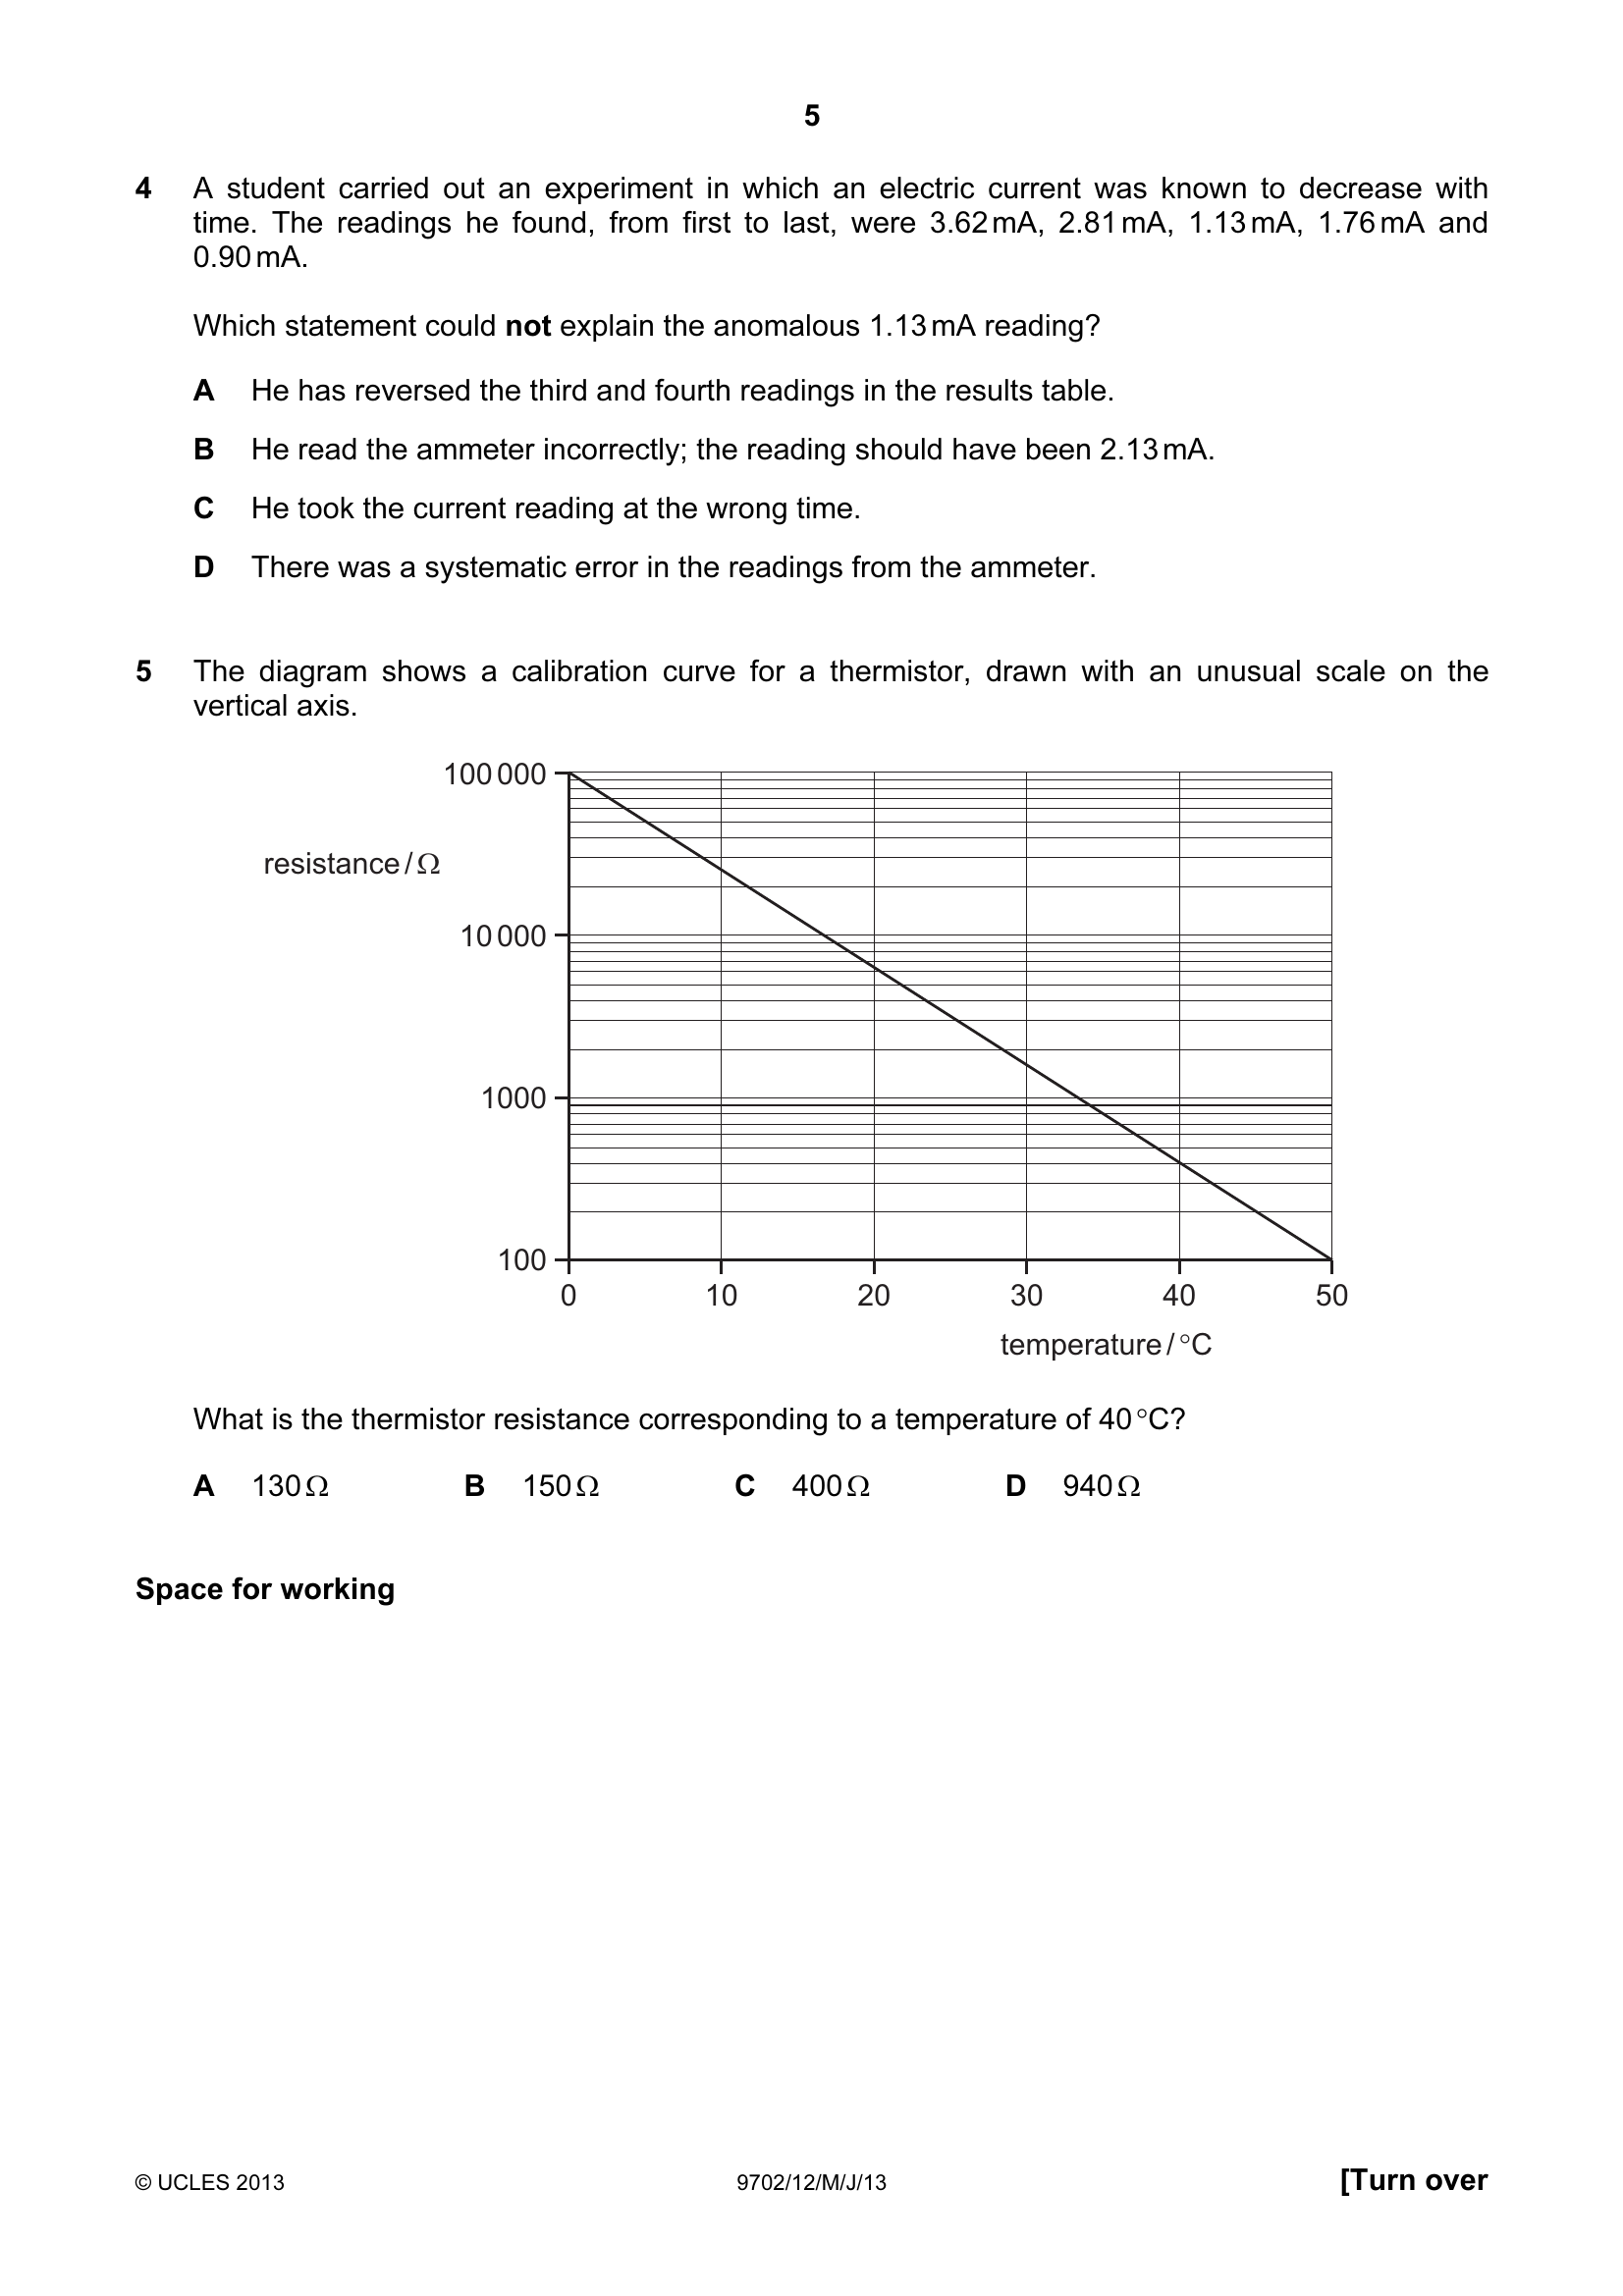 5
4 A student carried out an experiment in which an electric current was known to decrease with
time. The readings he found, from first to last, were 3.62 mA, 2.81 mA, 1.13 mA, 1.76 mA and
0.90 mA.
Which statement could not explain the anomalous 1.13 mA reading?
A He has reversed the third and fourth readings in the results table.
B He read the ammeter incorrectly; the reading should have been 2.13 mA.
C He took the current reading at the wrong time.
D There was a systematic error in the readings from the ammeter.
5 The diagram shows a calibration curve for a thermistor, drawn with an unusual scale on the
vertical axis.
100 000
resistance / Ω
10 000
1000
100
0 10 20 30 40 50
temperature / °C
What is the thermistor resistance corresponding to a temperature of 40 °C?
A 130 Ω B 150 Ω C 400 Ω D 940 Ω
Space for working
© UCLES 2013 9702/12/M/J/13 [Turn over